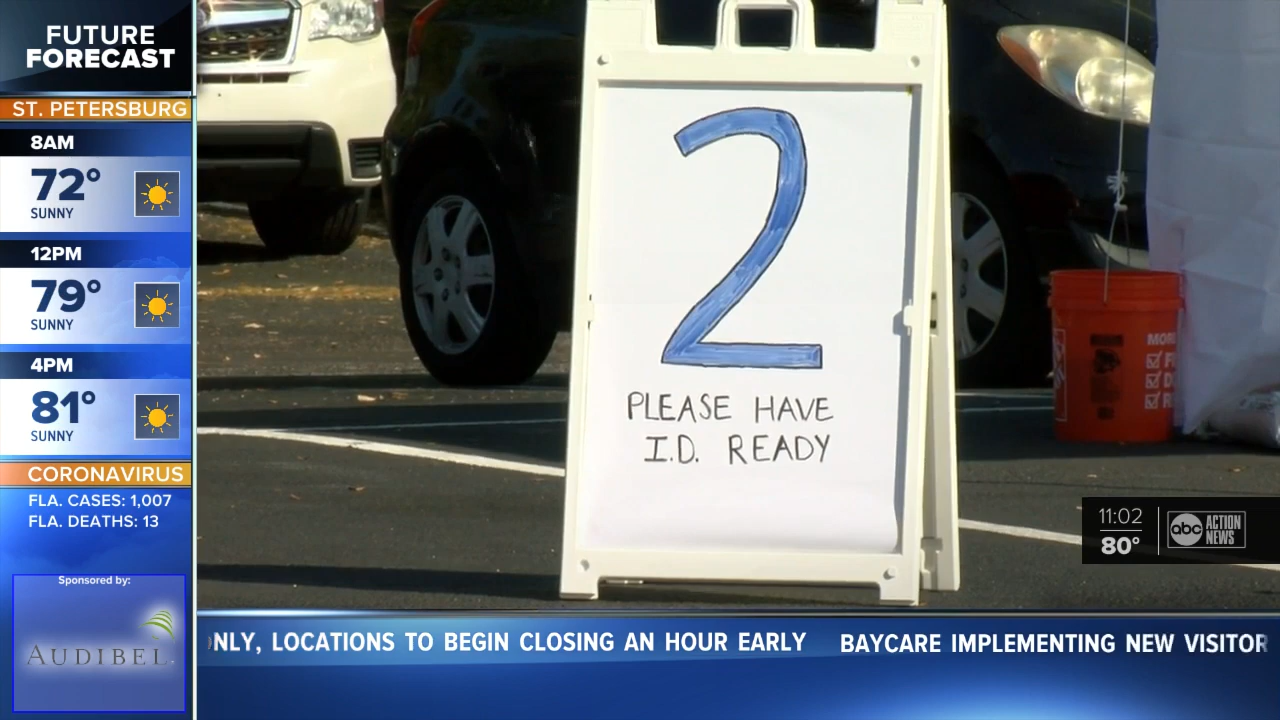 FUTURE
FORECAST
ST. PETERSBURG
8AM
72°
SUNNY
12PM
79°
SUNNY
4PM
81°
SUNNY
CORONAVIRUS
FLA. CASES: 1,007
FLA. DEATHS: 13
Sponsored by:
AUDIBEL
2
PLEASE HAVE
I.D. READY
MOR
11:02
80°
abc
ACTION
NEWS
NLY, LOCATIONS TO BEGIN CLOSING AN HOUR EARLY BAYCARE IMPLEMENTING NEW VISITOR